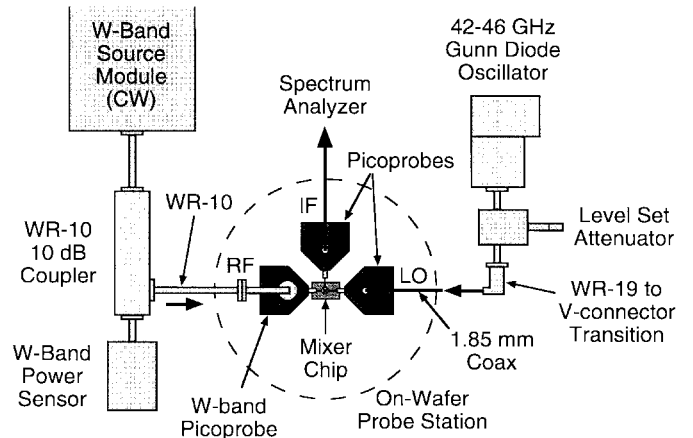 W-Band
Source
Module
(CW)
42-46 GHz
Gunn Diode
Oscillator
Spectrum
Analyzer
Picoprobes
WR-10
IF
WR-10
10 dB
Coupler
Level Set
Attenuator
RF
LO
WR-19 to
V-connector
Transition
1.85 mm
Coax
Mixer
Chip
W-Band
Power
Sensor
W-band
Picoprobe
On-Wafer
Probe Station